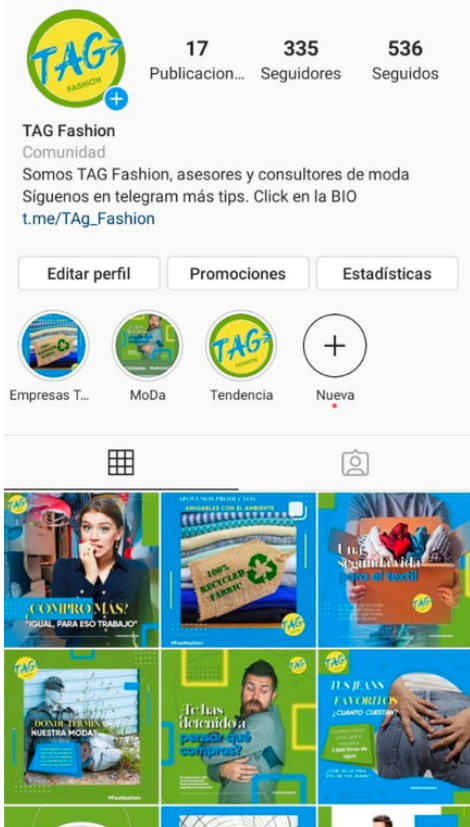 TAG
FASHION
17
335
536
Publicacion...
Seguidores
Seguidos
TAG Fashion
Comunidad
Somos TAG Fashion, asesores y consultores de moda
Síguenos en telegram más tips. Click en la BIO
t.me/TAg_Fashion
Editar perfil
Promociones
Estadísticas
TAG
FASHION
Empresas T...
MoDa
Tendencia
Nueva
TAG
¿COMPRO MAS?
"IGUAL, PARA ESO TRABAJO"
APOYEMOS PRODUCTOS
AMIGABLES CON EL AMBIENTE
100%
RECYCLED
FABRIC
#Fastfashion
Una
segunda vida
para el textil
TAG
TAG
DONDE TERMINA
NUESTRA MODA?
#Fastfashion
TAG
Te has
detenido a
pensar qué
compras?
TAG
TUS JEANS
FAVORITOS
¿CUÁNTO CUESTAN?